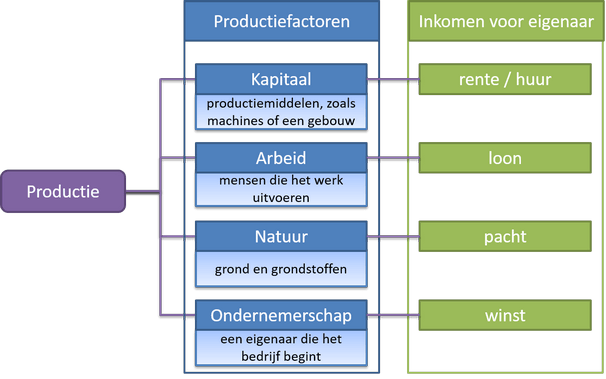 Productiefactoren
Inkomen voor eigenaar
Kapitaal
rente / huur
productiemiddelen, zoals
machines of een gebouw
Arbeid
loon
mensen die het werk
uitvoeren
Productie
Natuur
pacht
grond en grondstoffen
Ondernemerschap
winst
een eigenaar die het
bedrijf begint